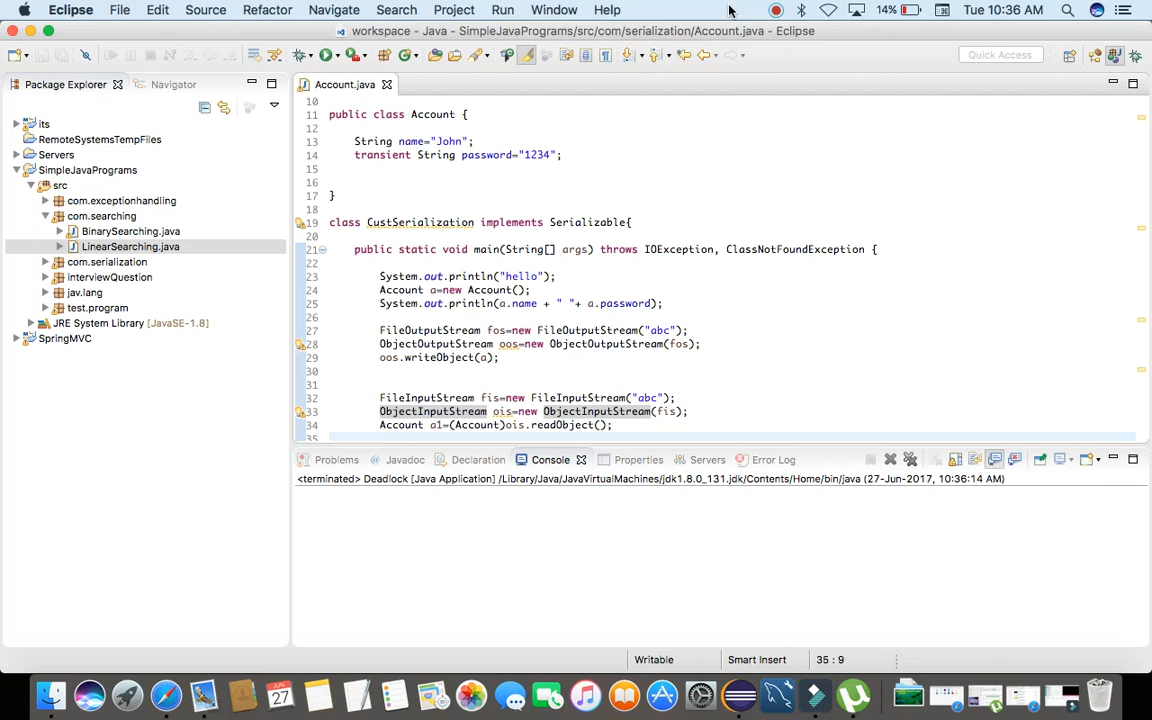 Eclipse File Edit Source Refactor Navigate Search Project Run Window Help 14% Tue 10:36 AM
workspace - Java - SimpleJavaPrograms/src/com/serialization/Account.java - Eclipse
Quick Access
Package Explorer Navigator
its
RemoteSystemsTempFiles
Servers
SimpleJavaPrograms
src
com.exceptionhandling
com.searching
BinarySearching.java
LinearSearching.java
com.serialization
interviewQuestion
jav.lang
test.program
JRE System Library [JavaSE-1.8]
SpringMVC
Account.java
10
11 public class Account {
12
13 String name="John";
14 transient String password="1234";
15
16
17 }
18
19 class CustSerialization implements Serializable{
20
21 public static void main(String[] args) throws IOException, ClassNotFoundException {
22
23 System.out.println("hello");
24 Account a=new Account();
25 System.out.println(a.name + " "+ a.password);
26
27 FileOutputStream fos=new FileOutputStream("abc");
28 ObjectOutputStream oos=new ObjectOutputStream(fos);
29 oos.writeObject(a);
30
31
32 FileInputStream fis=new FileInputStream("abc");
33 ObjectInputStream ois=new ObjectInputStream(fis);
34 Account a1=(Account)ois.readObject();
35
Problems Javadoc Declaration Console Properties Servers Error Log
<terminated> Deadlock [Java Application] /Library/Java/JavaVirtualMachines/jdk1.8.0_131.jdk/Contents/Home/bin/java (27-Jun-2017, 10:36:14 AM)
Writable Smart Insert 35 : 9
JUN
27